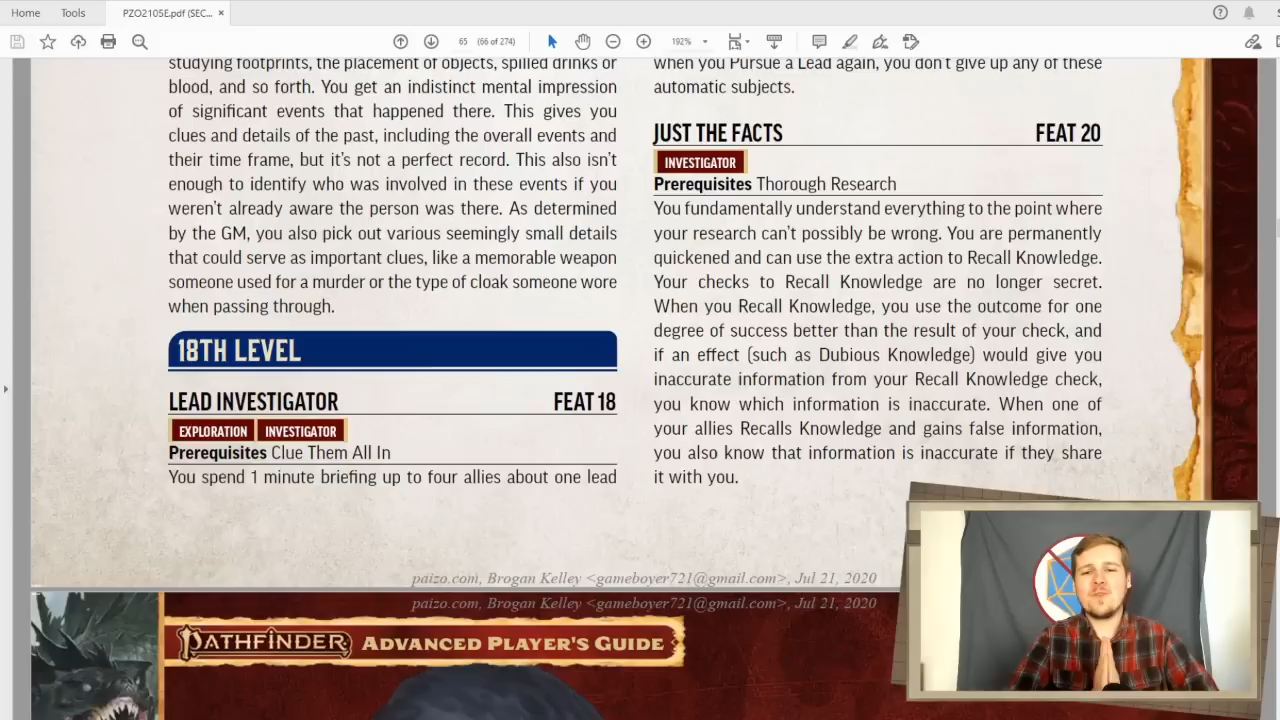 Home
Tools
PZO2105E.pdf (SEC...
65
(66 of 274)
192%
studying footprints, the placement of objects, spilled drinks or
blood, and so forth. You get an indistinct mental impression
of significant events that happened there. This gives you
clues and details of the past, including the overall events and
their time frame, but it's not a perfect record. This also isn't
enough to identify who was involved in these events if you
weren't already aware the person was there. As determined
by the GM, you also pick out various seemingly small details
that could serve as important clues, like a memorable weapon
someone used for a murder or the type of cloak someone wore
when passing through.
18TH LEVEL
LEAD INVESTIGATOR FEAT 18
EXPLORATION INVESTIGATOR
Prerequisites Clue Them All In
You spend 1 minute briefing up to four allies about one lead
when you Pursue a Lead again, you don't give up any of these
automatic subjects.
JUST THE FACTS FEAT 20
INVESTIGATOR
Prerequisites Thorough Research
You fundamentally understand everything to the point where
your research can't possibly be wrong. You are permanently
quickened and can use the extra action to Recall Knowledge.
Your checks to Recall Knowledge are no longer secret.
When you Recall Knowledge, you use the outcome for one
degree of success better than the result of your check, and
if an effect (such as Dubious Knowledge) would give you
inaccurate information from your Recall Knowledge check,
you know which information is inaccurate. When one of
your allies Recalls Knowledge and gains false information,
you also know that information is inaccurate if they share
it with you.
paizo.com, Brogan Kelley <gameboyer721@gmail.com>, Jul 21, 2020
paizo.com, Brogan Kelley <gameboyer721@gmail.com>, Jul 21, 2020
PATHFINDER ADVANCED PLAYER'S GUIDE